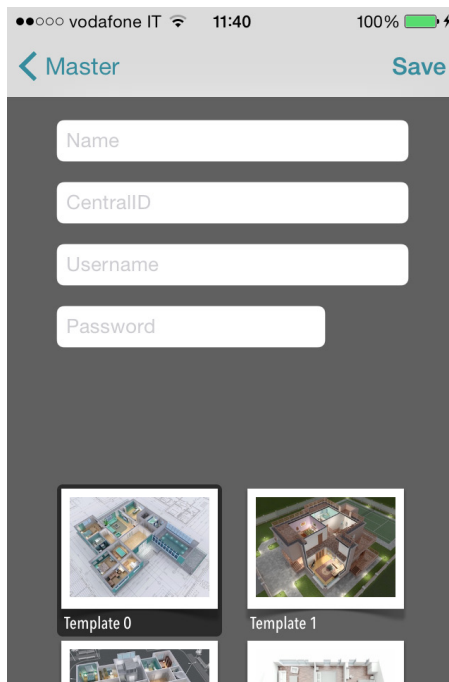 vodafone IT 11:40 100%
Master Save
Name
CentralID
Username
Password
Template 0 Template 1